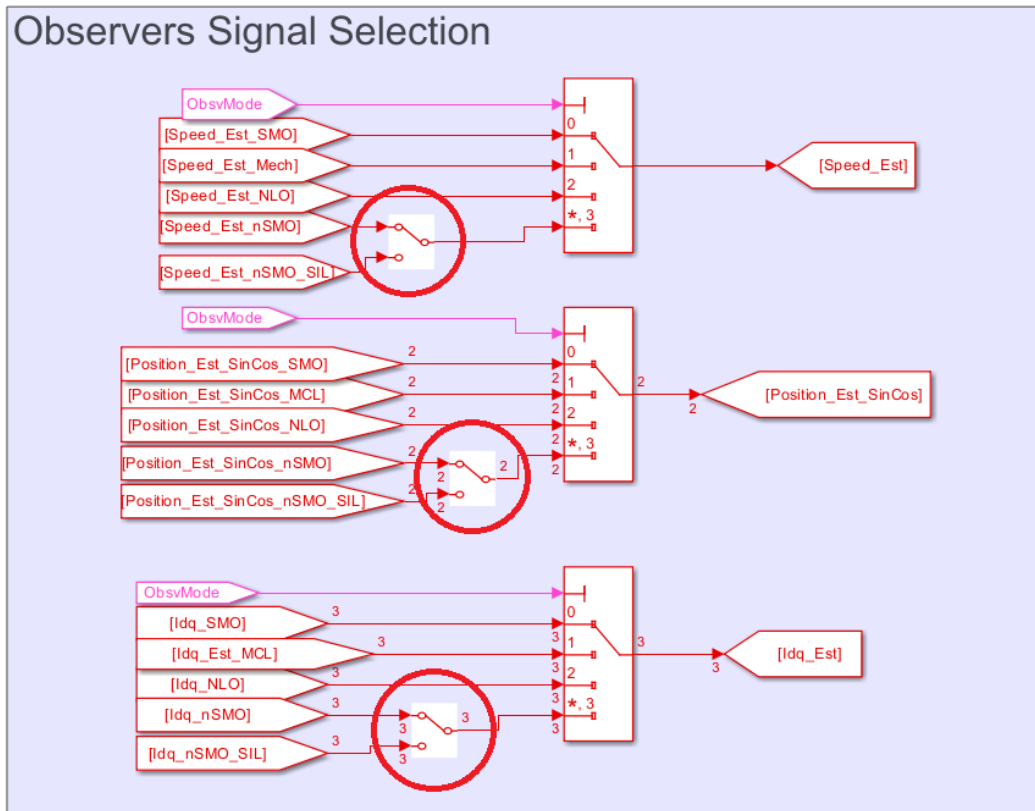 Observers Signal Selection
ObsvMode
0
[Speed_Est_SMO]
1
[Speed_Est_Mech]
[Speed_Est]
2
[Speed_Est_NLO]
*, 3
[Speed_Est_nSMO]
[Speed_Est_nSMO_SIL]
ObsvMode
0
[Position_Est_SinCos_SMO] 2
2 1
[Position_Est_SinCos_MCL] 2
2 [Position_Est_SinCos]
2
2 2
[Position_Est_SinCos_NLO] 2
2 *, 3
[Position_Est_SinCos_nSMO] 2
2 2
2
[Position_Est_SinCos_nSMO_SIL] 2
2
ObsvMode
0
[Idq_SMO] 3
3 1
[Idq_Est_MCL] 3
3 [Idq_Est]
3
3 2
[Idq_NLO] 3
3 *, 3
[Idq_nSMO] 3
3 3
3
[Idq_nSMO_SIL] 3
3